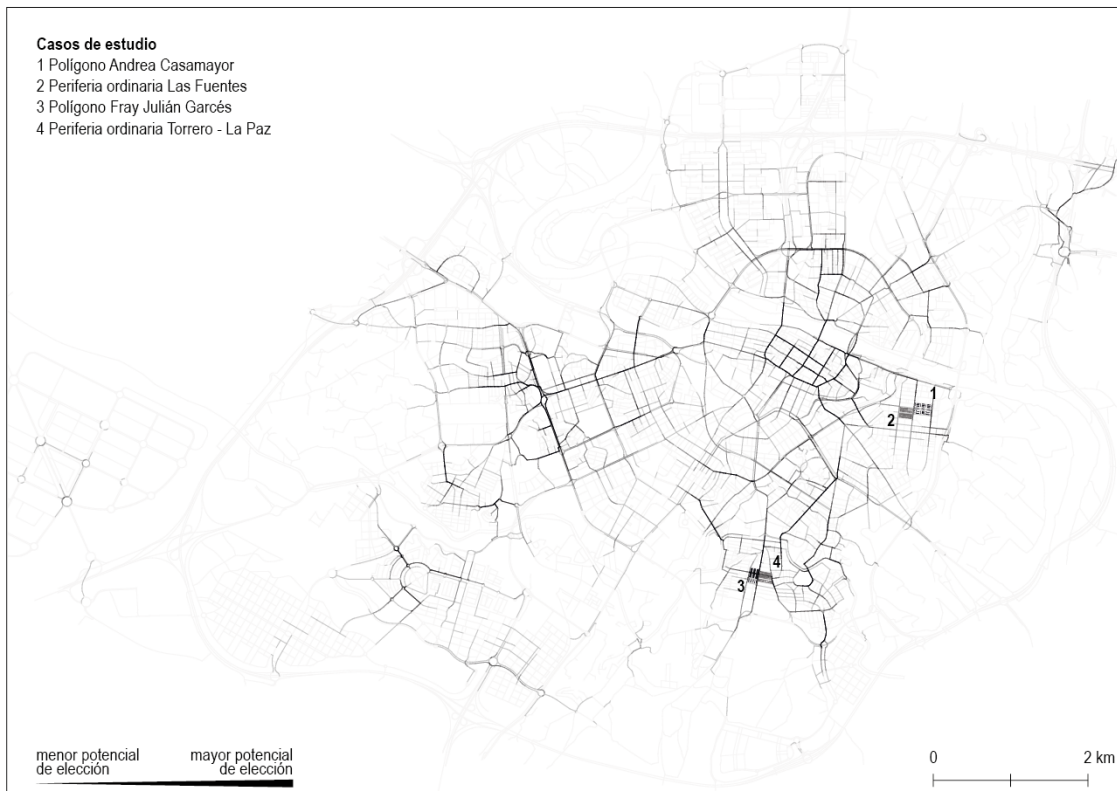 Casos de estudio
1 Polígono Andrea Casamayor
2 Periferia ordinaria Las Fuentes
3 Polígono Fray Julián Garcés
4 Periferia ordinaria Torrero - La Paz
1
2
4
3
menor potencial
de elección
mayor potencial
de elección
0 2 km